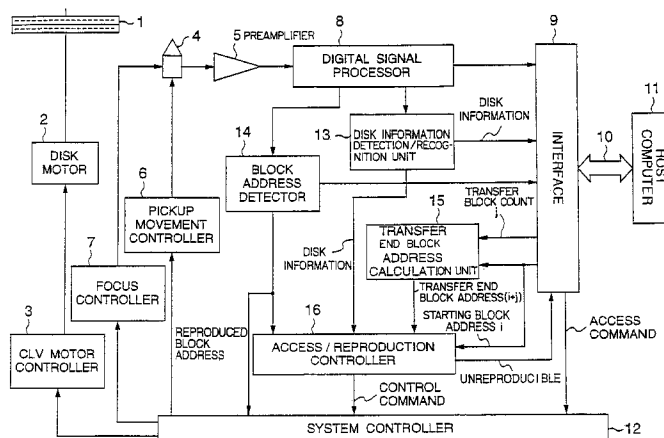 1
4
5 PREAMPLIFIER
8
DIGITAL SIGNAL
PROCESSOR
9
INTERFACE
11
HOST
COMPUTER
10
2
DISK
MOTOR
14
BLOCK
ADDRESS
DETECTOR
13
DISK INFORMATION
DETECTION/RECOG-
NITION UNIT
DISK
INFORMATION
6
PICKUP
MOVEMENT
CONTROLLER
TRANSFER
BLOCK COUNT
j
15
TRANSFER
END BLOCK
ADDRESS
CALCULATION UNIT
DISK
INFORMATION
7
FOCUS
CONTROLLER
TRANSFER END
BLOCK ADDRESS(i+j)
STARTING BLOCK
ADDRESS i
3
CLV MOTOR
CONTROLLER
REPRODUCED
BLOCK
ADDRESS
16
ACCESS / REPRODUCTION
CONTROLLER
ACCESS
COMMAND
UNREPRODUCIBLE
CONTROL
COMMAND
SYSTEM CONTROLLER
12